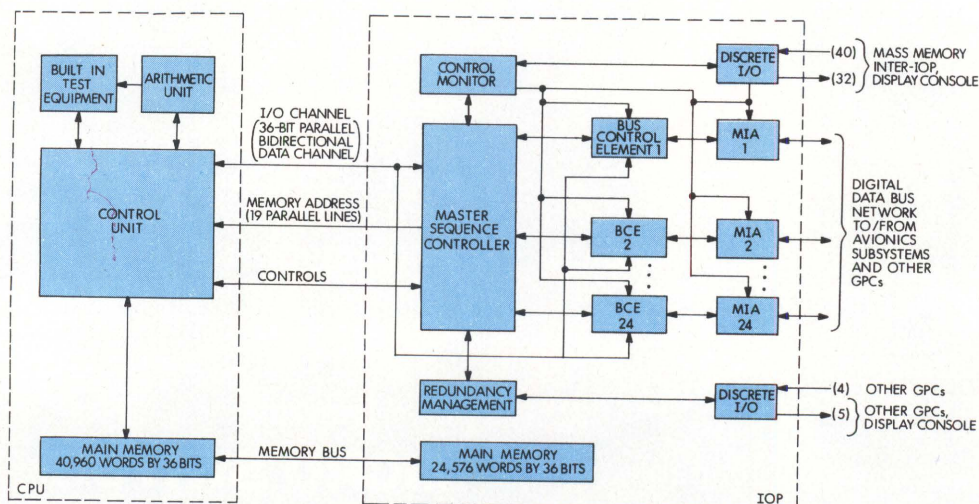 BUILT IN
TEST
EQUIPMENT
ARITHMETIC
UNIT
CONTROL
UNIT
MAIN MEMORY
40,960 WORDS BY 36 BITS
CPU
I/O CHANNEL
(36-BIT PARALLEL
BIDIRECTIONAL
DATA CHANNEL)
MEMORY ADDRESS
(19 PARALLEL LINES)
CONTROLS
MEMORY BUS
CONTROL
MONITOR
MASTER
SEQUENCE
CONTROLLER
REDUNDANCY
MANAGEMENT
MAIN MEMORY
24,576 WORDS BY 36 BITS
BUS
CONTROL
ELEMENT 1
BCE
2
BCE
24
DISCRETE
I/O
MIA
1
MIA
2
MIA
24
DISCRETE
I/O
IOP
(40)
(32)
MASS MEMORY
INTER-IOP,
DISPLAY CONSOLE
DIGITAL
DATA BUS
NETWORK
TO/FROM
AVIONICS
SUBSYSTEMS
AND OTHER
GPCs
(4) OTHER GPCs
(5) OTHER GPCs,
DISPLAY CONSOLE